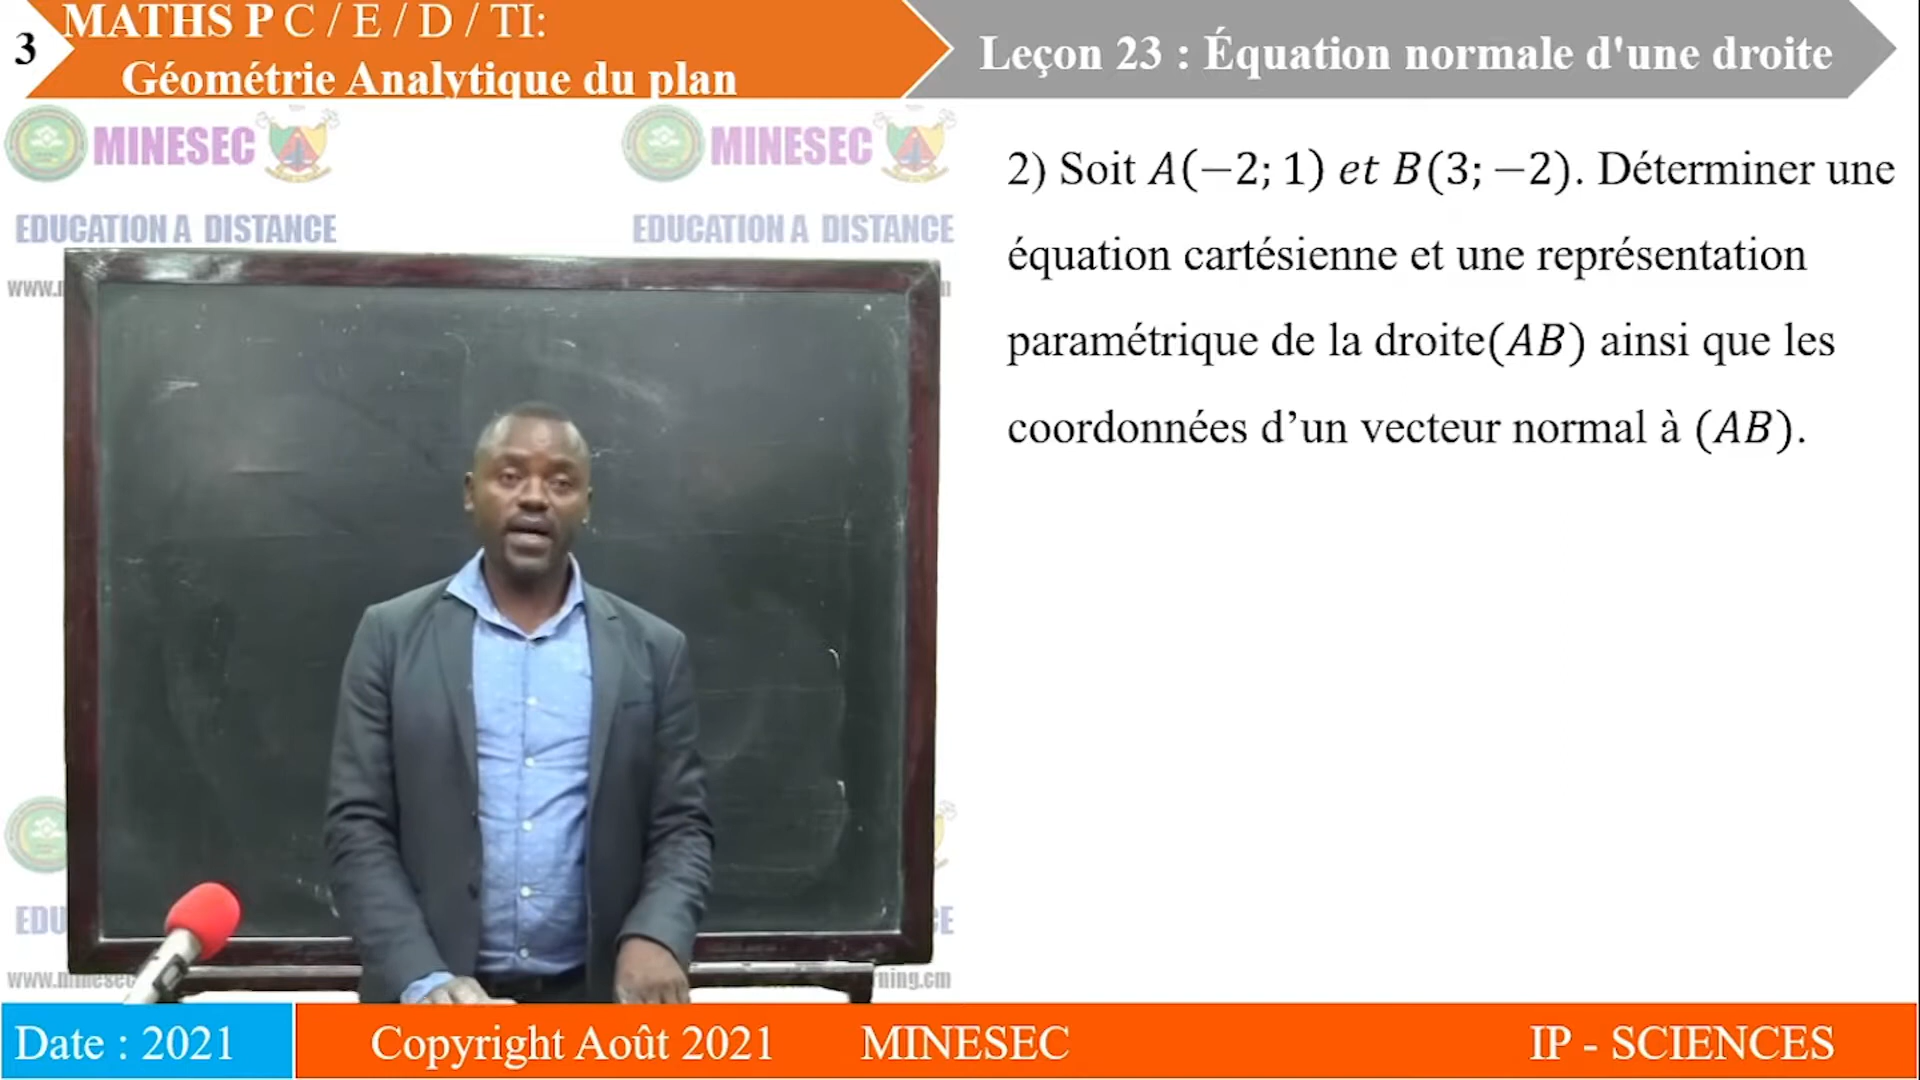 3
MATHS P C / E / D / TI:
Géométrie Analytique du plan
Leçon 23 : Équation normale d'une droite
MINESEC
MINESEC
EDUCATION A DISTANCE
EDUCATION A DISTANCE
2) Soit A(−2; 1) et B(3; −2). Déterminer une
équation cartésienne et une représentation
paramétrique de la droite(AB) ainsi que les
coordonnées d’un vecteur normal à (AB).
Date : 2021
Copyright Août 2021
MINESEC
IP - SCIENCES